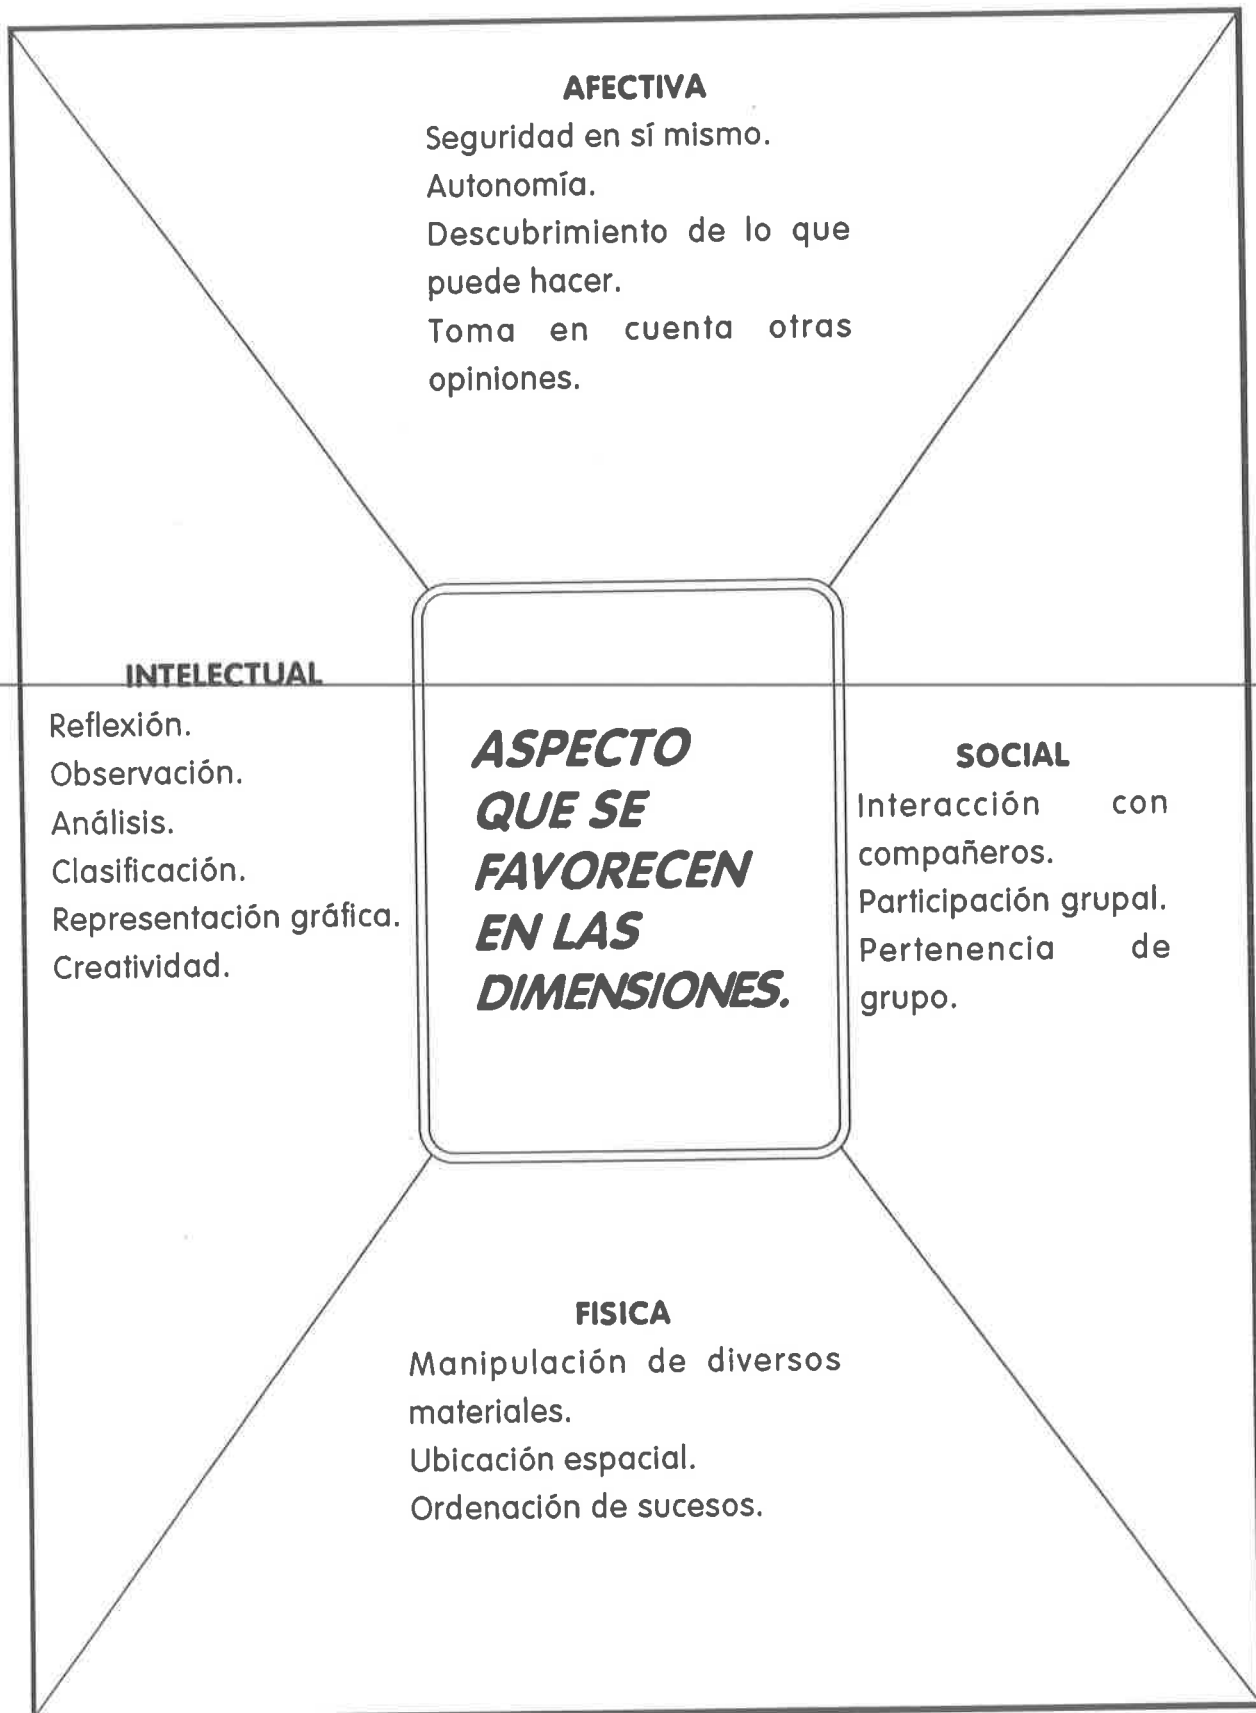 AFECTIVA
Seguridad en sí mismo.
Autonomía.
Descubrimiento de lo que
puede hacer.
Toma en cuenta otras
opiniones.
INTELECTUAL
Reflexión.
Observación.
Análisis.
Clasificación.
Representación gráfica.
Creatividad.
ASPECTO
QUE SE
FAVORECEN
EN LAS
DIMENSIONES.
SOCIAL
Interacción con
compañeros.
Participación grupal.
Pertenencia de
grupo.
FISICA
Manipulación de diversos
materiales.
Ubicación espacial.
Ordenación de sucesos.